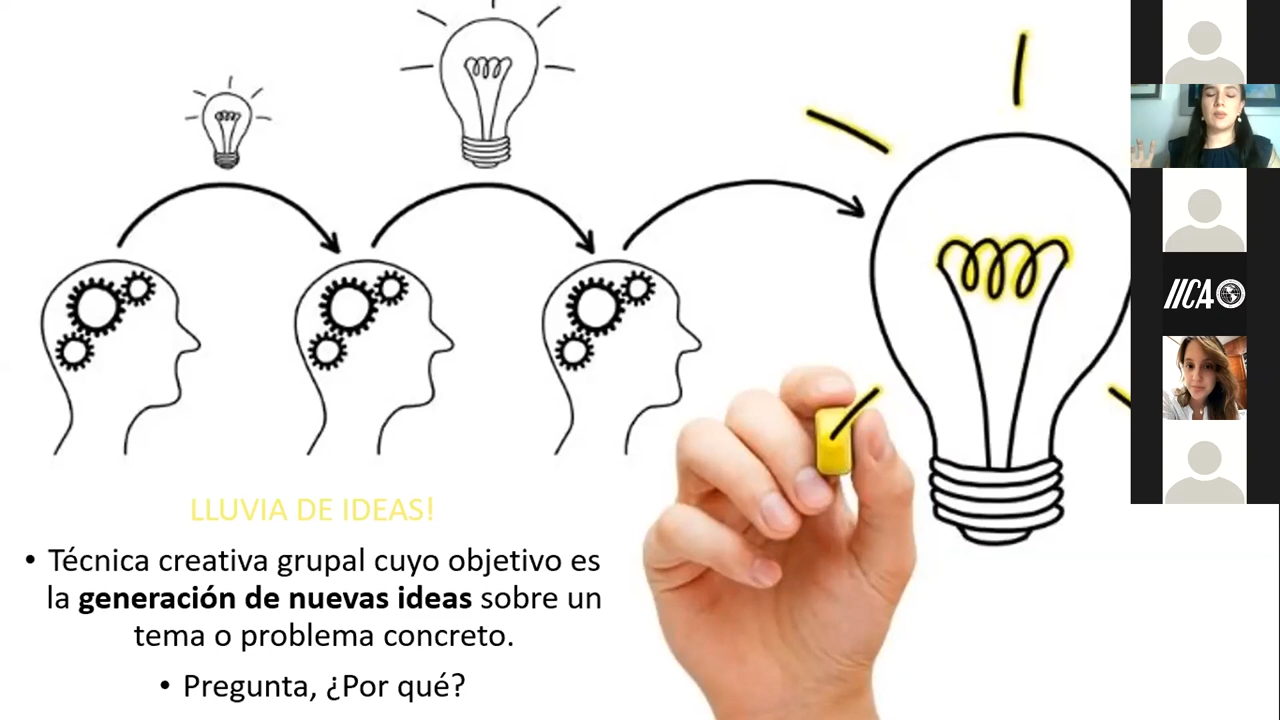 IICA
LLUVIA DE IDEAS!
• Técnica creativa grupal cuyo objetivo es
la generación de nuevas ideas sobre un
tema o problema concreto.
• Pregunta, ¿Por qué?